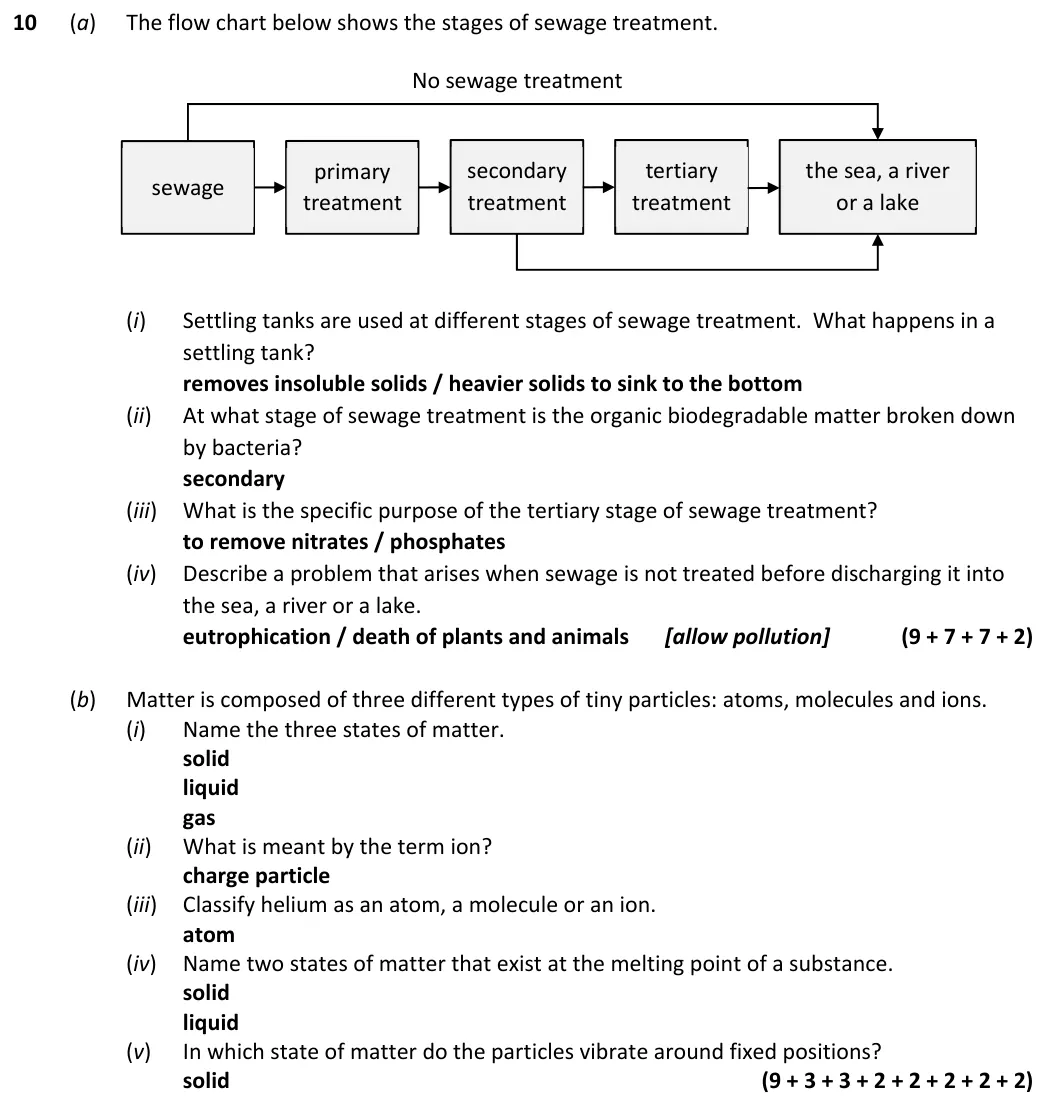 10 (a) The flow chart below shows the stages of sewage treatment.
No sewage treatment
sewage
primary
treatment
secondary
treatment
tertiary
treatment
the sea, a river
or a lake
(i) Settling tanks are used at different stages of sewage treatment. What happens in a
settling tank?
removes insoluble solids / heavier solids to sink to the bottom
(ii) At what stage of sewage treatment is the organic biodegradable matter broken down
by bacteria?
secondary
(iii) What is the specific purpose of the tertiary stage of sewage treatment?
to remove nitrates / phosphates
(iv) Describe a problem that arises when sewage is not treated before discharging it into
the sea, a river or a lake.
eutrophication / death of plants and animals [allow pollution] (9 + 7 + 7 + 2)
(b) Matter is composed of three different types of tiny particles: atoms, molecules and ions.
(i) Name the three states of matter.
solid
liquid
gas
(ii) What is meant by the term ion?
charge particle
(iii) Classify helium as an atom, a molecule or an ion.
atom
(iv) Name two states of matter that exist at the melting point of a substance.
solid
liquid
(v) In which state of matter do the particles vibrate around fixed positions?
solid (9 + 3 + 3 + 2 + 2 + 2 + 2 + 2)